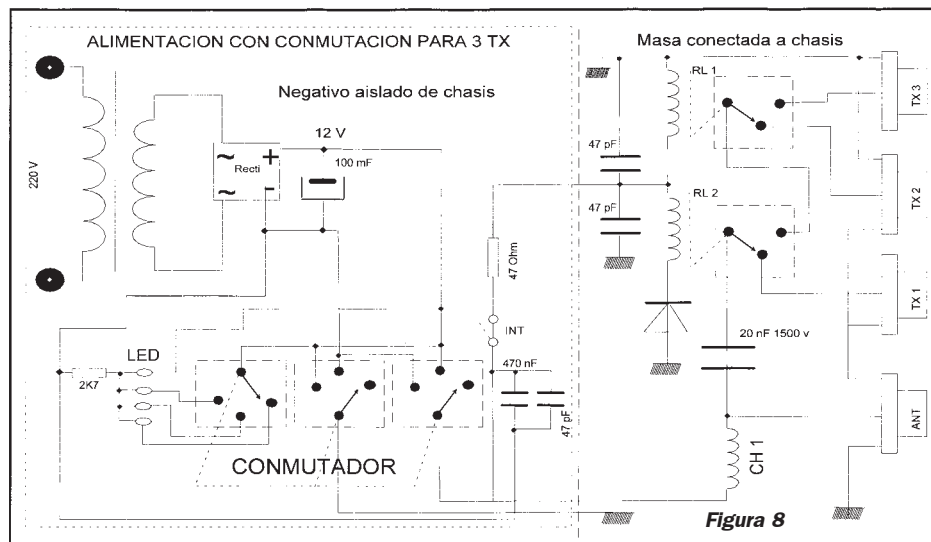 ALIMENTACION CON CONMUTACION PARA 3 TX
Masa conectada a chasis
Negativo aislado de chasis
220 V
~
~
Recti
+
-
12 V
100 mF
47 pF
47 pF
RL 1
RL 2
TX 3
TX 2
TX 1
ANT
47 Ohm
INT
470 nF
47 pF
20 nF 1500 v
CH 1
LED
2K7
CONMUTADOR
Figura 8